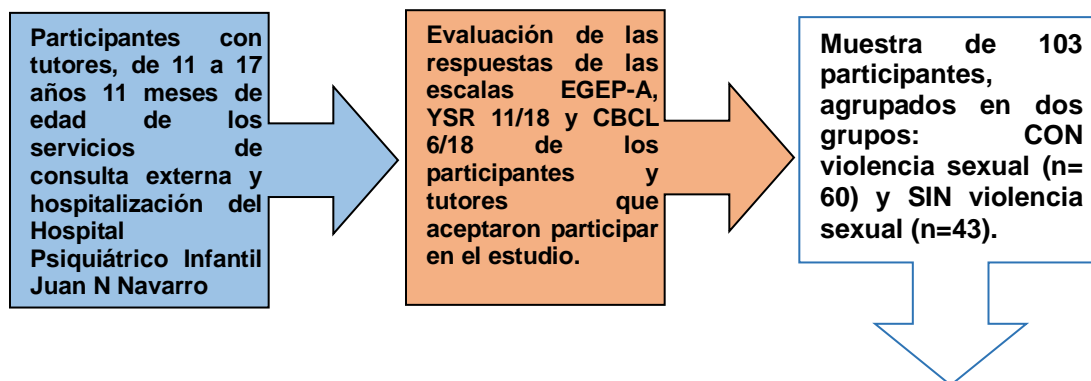 Participantes con
tutores, de 11 a 17
años 11 meses de
edad de los
servicios de
consulta externa y
hospitalización del
Hospital
Psiquiátrico Infantil
Juan N Navarro
Evaluación de las
respuestas de las
escalas EGEP-A,
YSR 11/18 y CBCL
6/18 de los
participantes y
tutores que
aceptaron participar
en el estudio.
Muestra de 103
participantes,
agrupados en dos
grupos: CON
violencia sexual (n=
60) y SIN violencia
sexual (n=43).